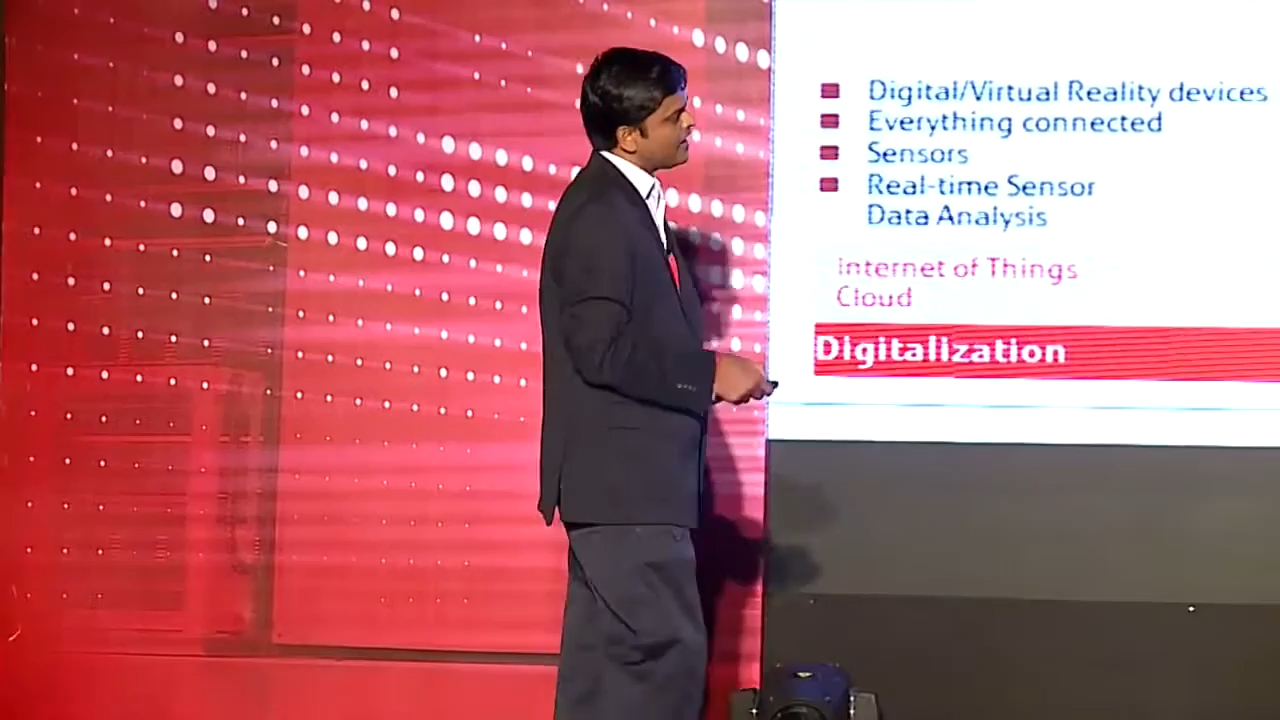 Digital/Virtual Reality devices
Everything connected
Sensors
Real-time Sensor
Data Analysis
Internet of Things
Cloud
Digitalization